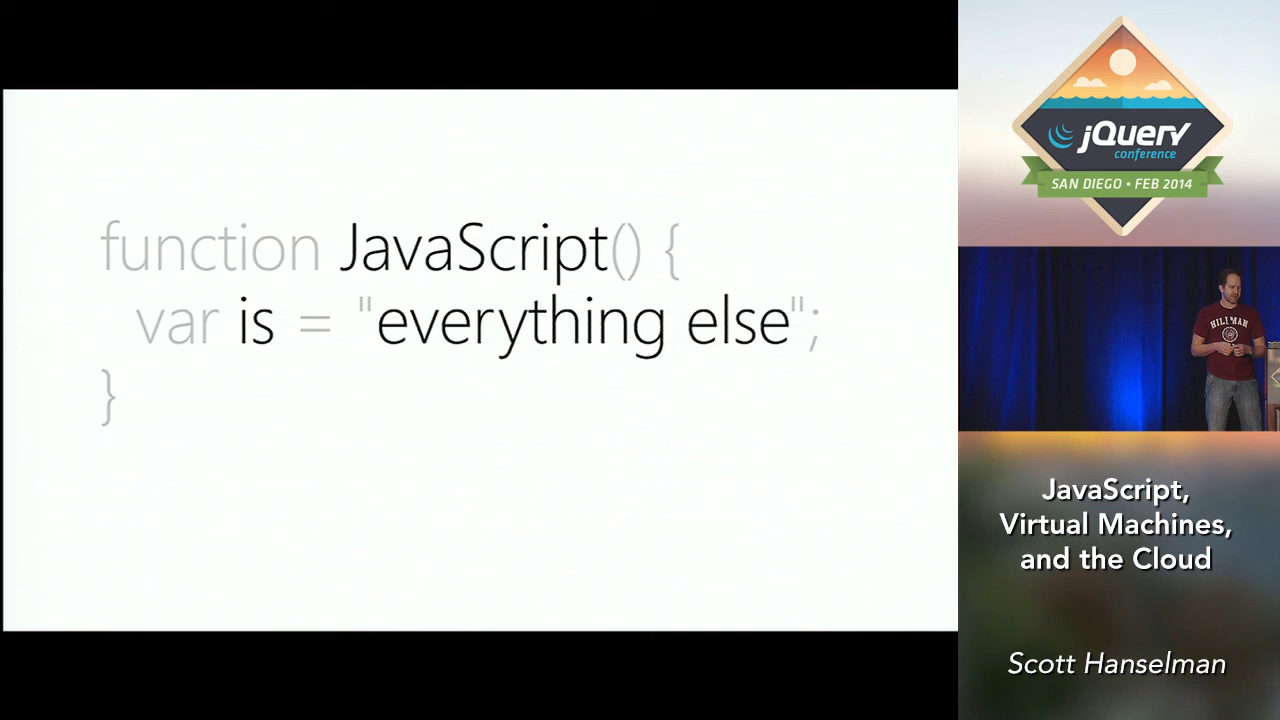 function JavaScript() {
var is = "everything else";
}
jQuery
conference
SAN DIEGO • FEB 2014
HILLMAN
JavaScript,
Virtual Machines,
and the Cloud
Scott Hanselman